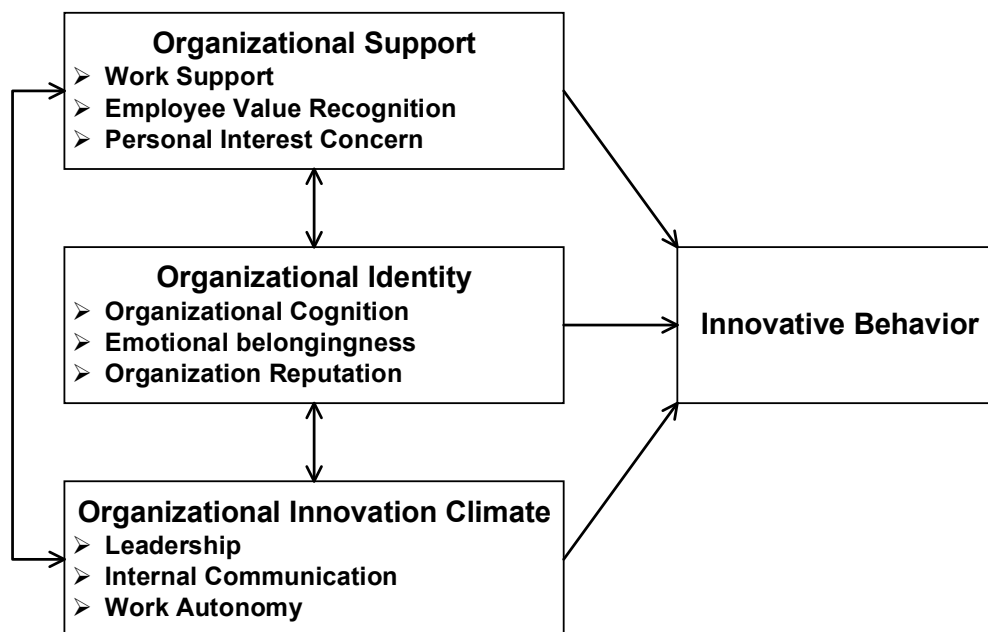 Organizational Support
➢ Work Support
➢ Employee Value Recognition
➢ Personal Interest Concern
Organizational Identity
➢ Organizational Cognition
➢ Emotional belongingness
➢ Organization Reputation
Innovative Behavior
Organizational Innovation Climate
➢ Leadership
➢ Internal Communication
➢ Work Autonomy